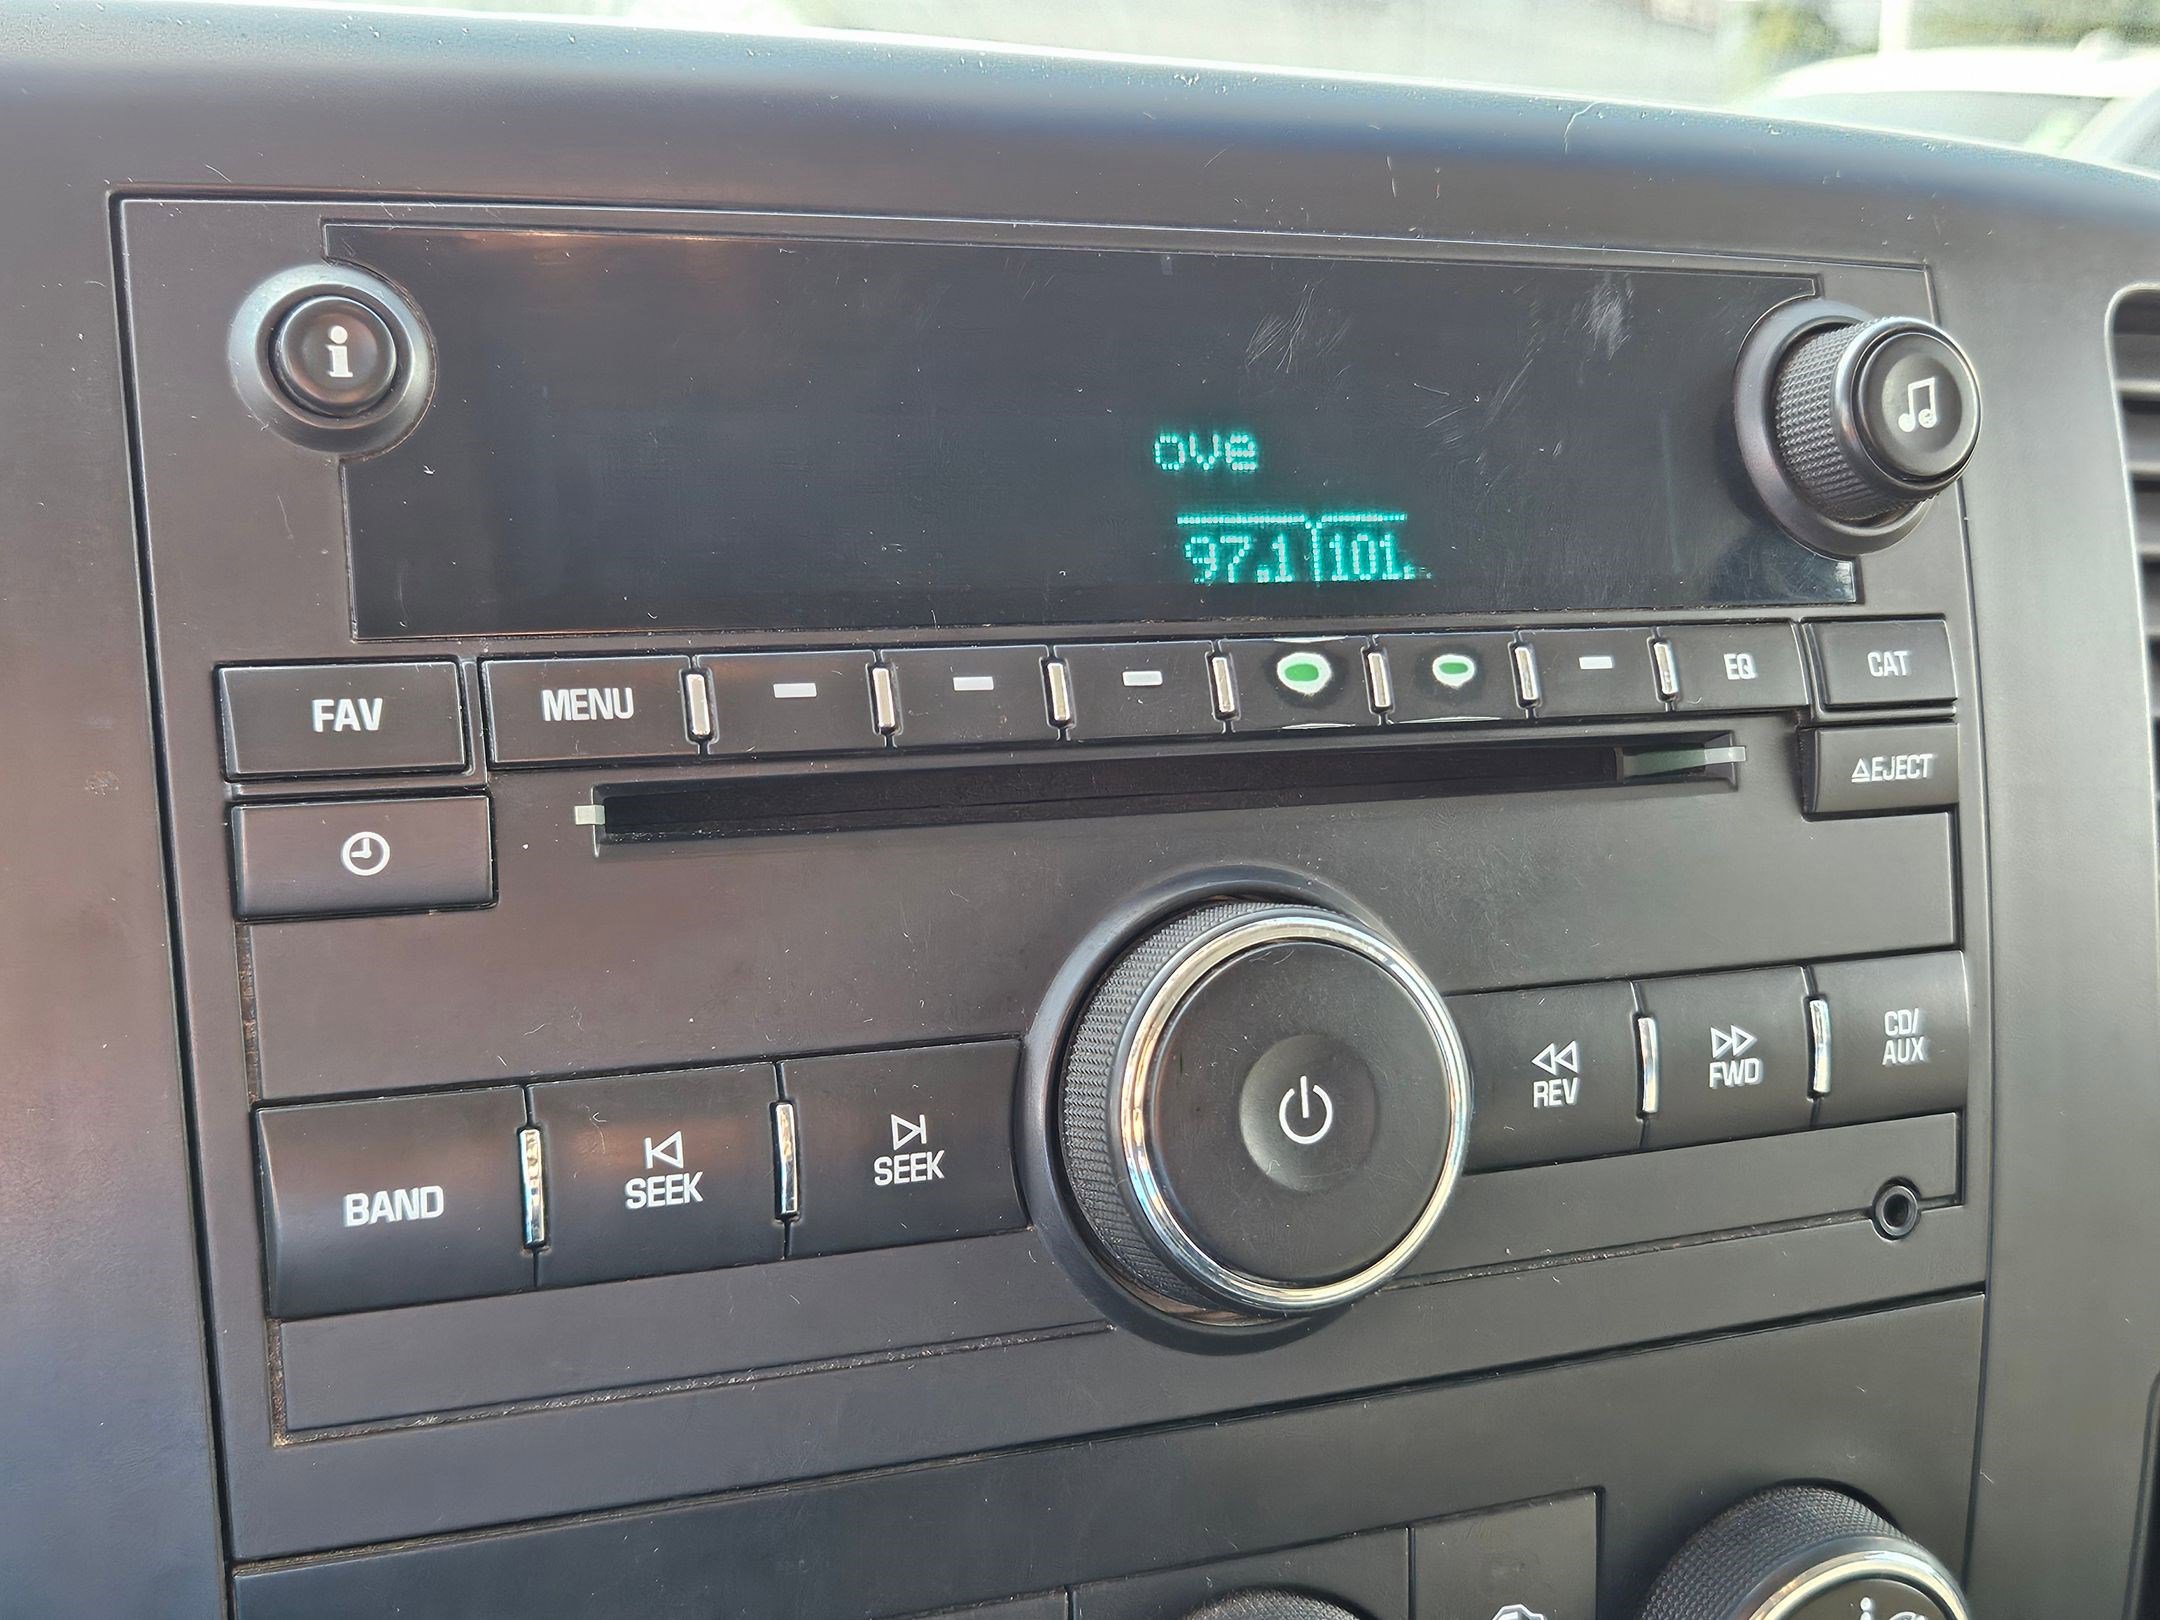 i
ove
97.1 101.
FAV
MENU
EQ
CAT
EJECT
BAND
SEEK
SEEK
REV
FWD
CD/
AUX